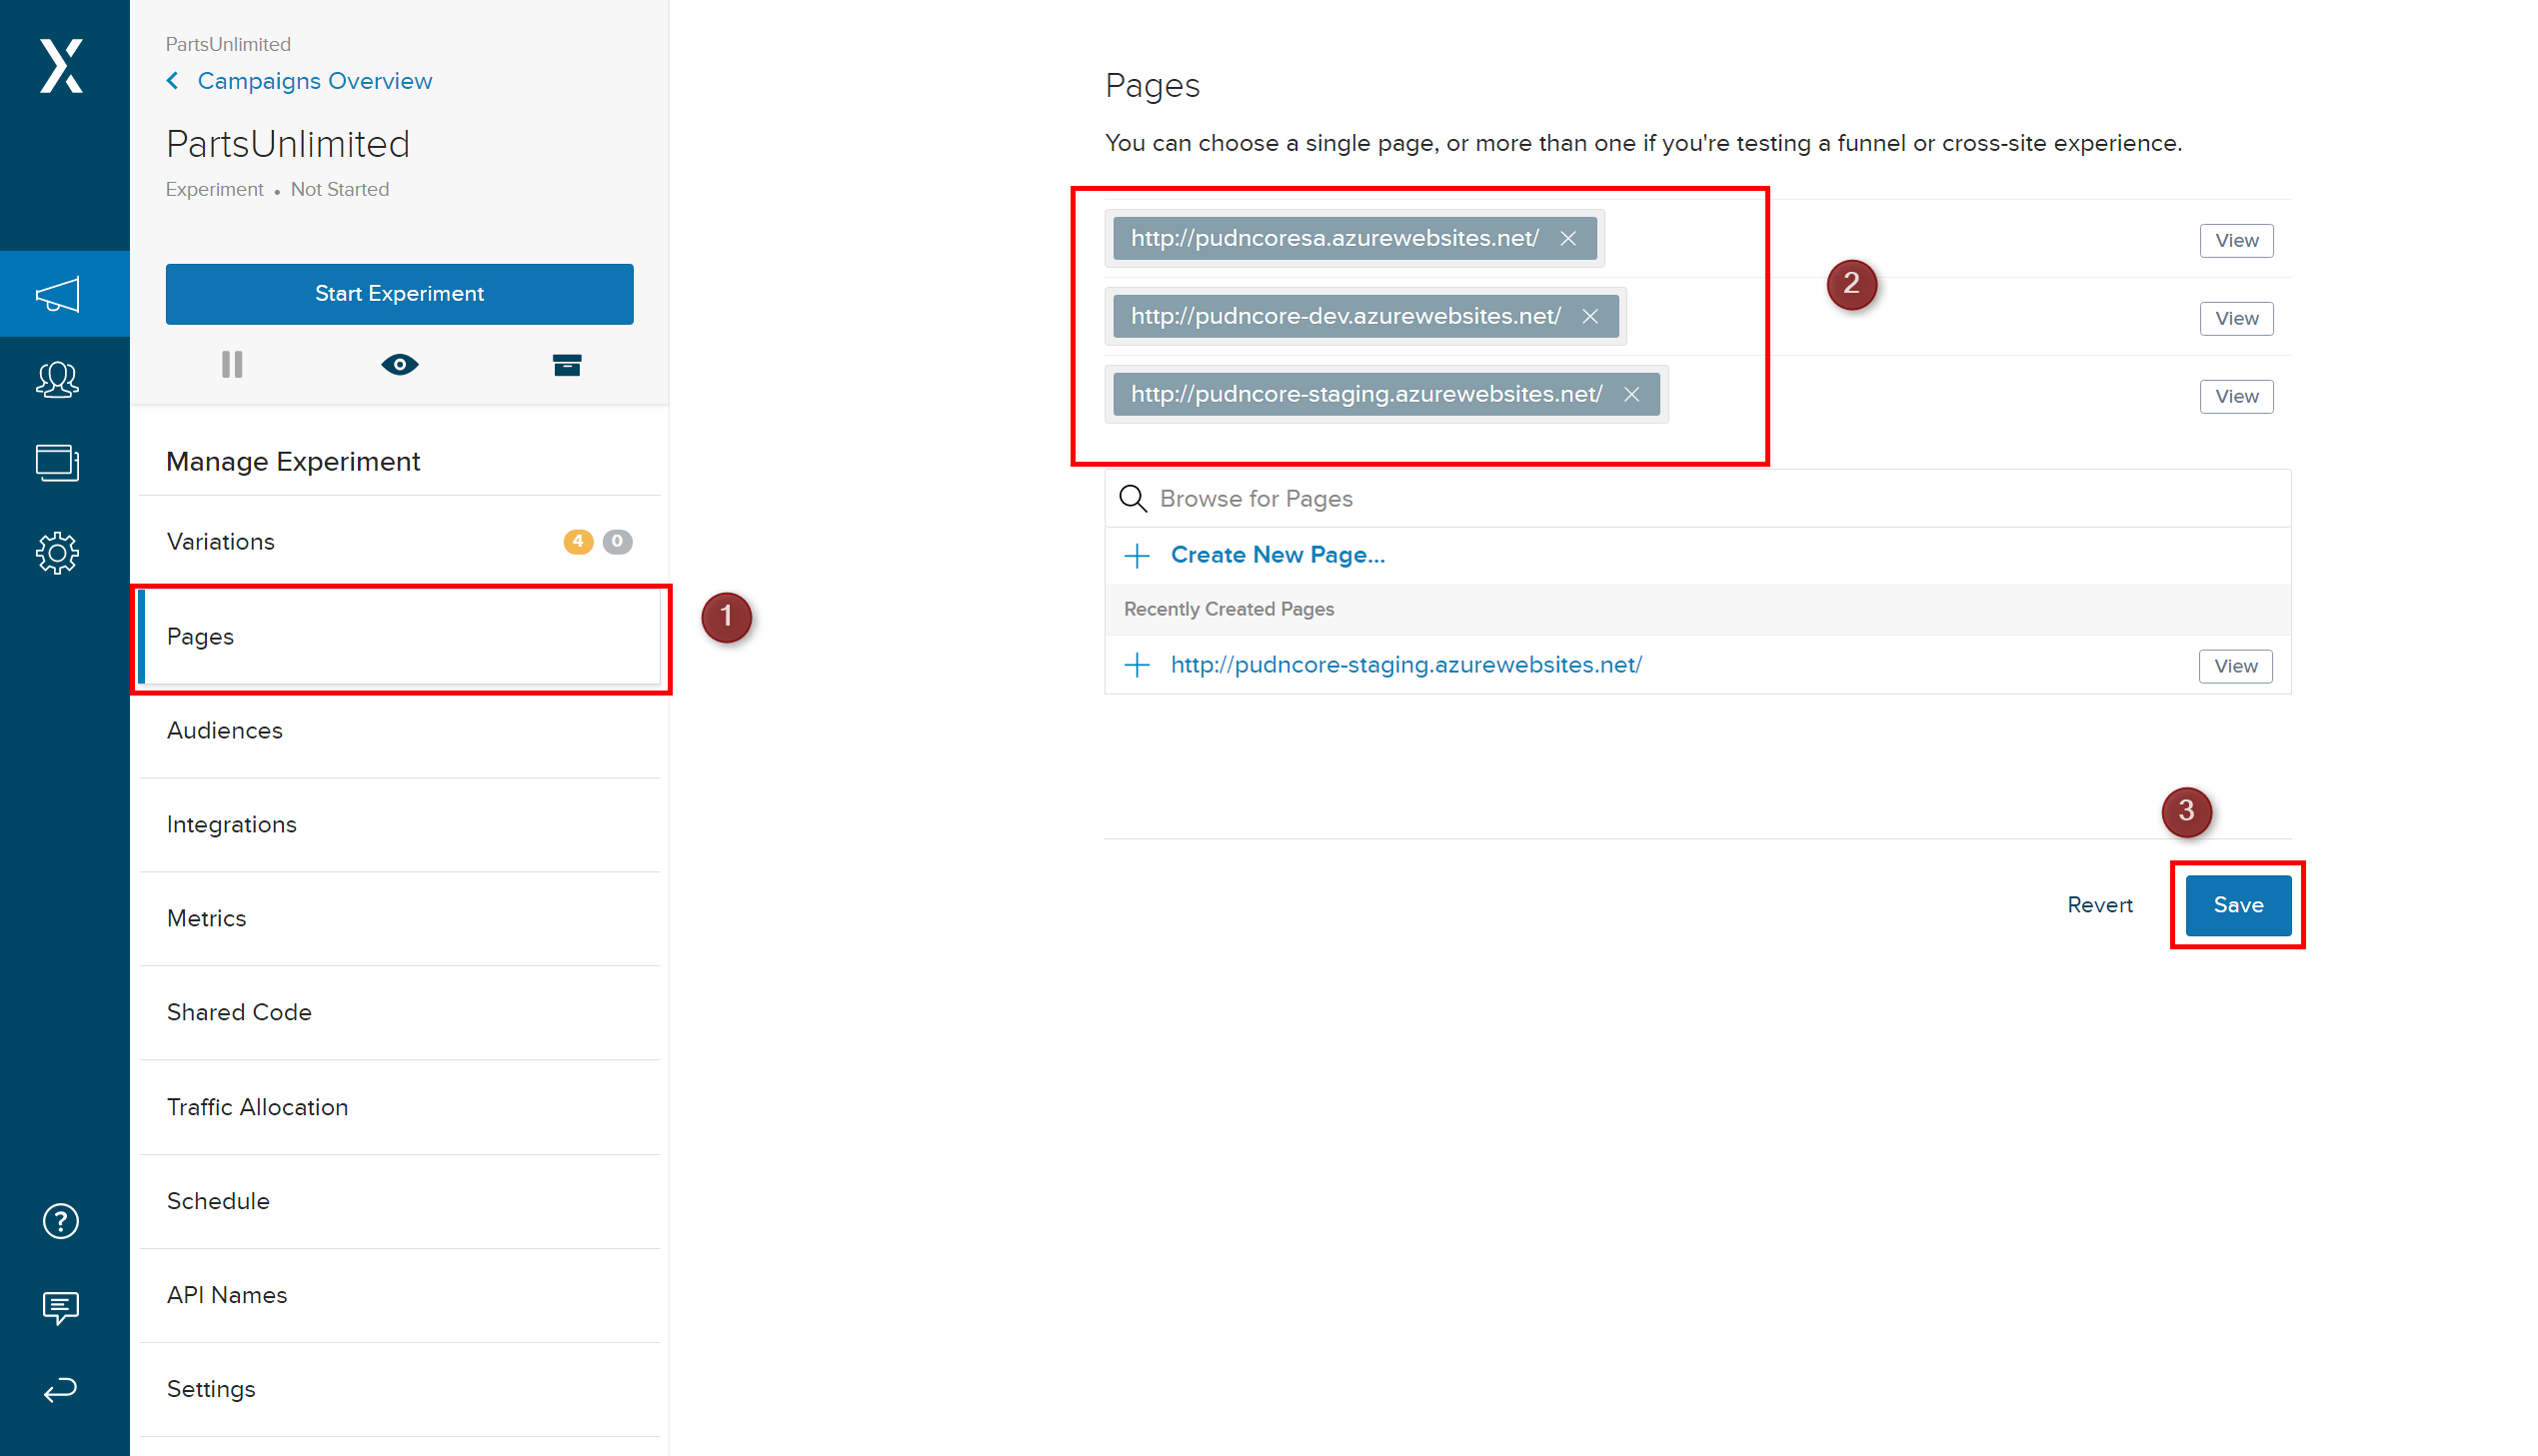 PartsUnlimited
Campaigns Overview
PartsUnlimited
Experiment • Not Started
Start Experiment
Manage Experiment
Variations 4 0
Pages
1
Audiences
Integrations
Metrics
Shared Code
Traffic Allocation
Schedule
API Names
Settings
Pages
You can choose a single page, or more than one if you're testing a funnel or cross-site experience.
http://pudncoresa.azurewebsites.net/ View
2
http://pudncore-dev.azurewebsites.net/ View
http://pudncore-staging.azurewebsites.net/ View
Browse for Pages
Create New Page...
Recently Created Pages
http://pudncore-staging.azurewebsites.net/ View
3
Revert Save